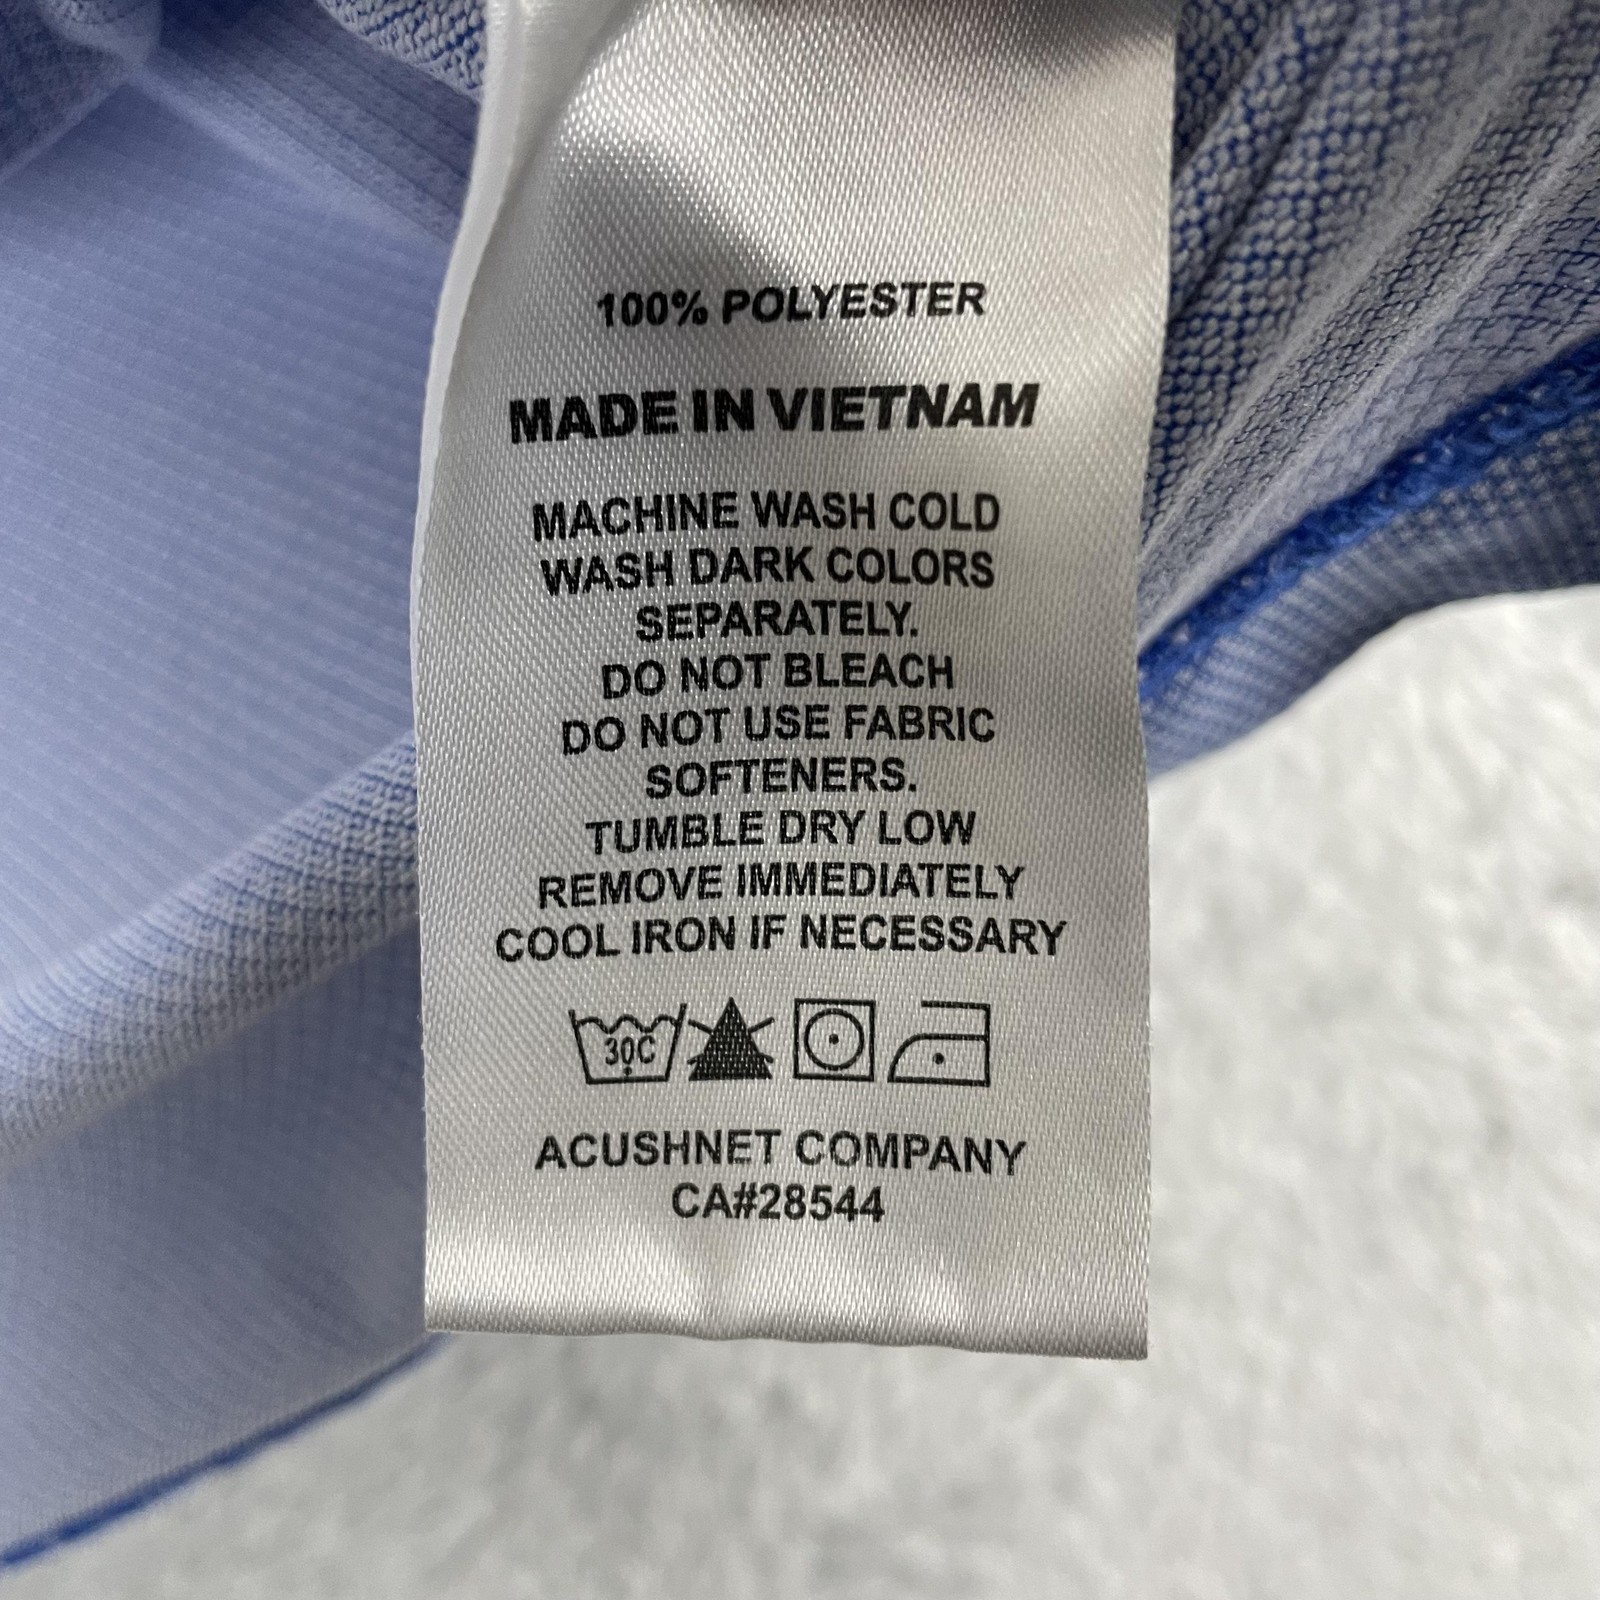 100% POLYESTER
MADE IN VIETNAM
MACHINE WASH COLD
WASH DARK COLORS
SEPARATELY.
DO NOT BLEACH
DO NOT USE FABRIC
SOFTENERS.
TUMBLE DRY LOW
REMOVE IMMEDIATELY
COOL IRON IF NECESSARY
30C
ACUSHNET COMPANY
CA#28544